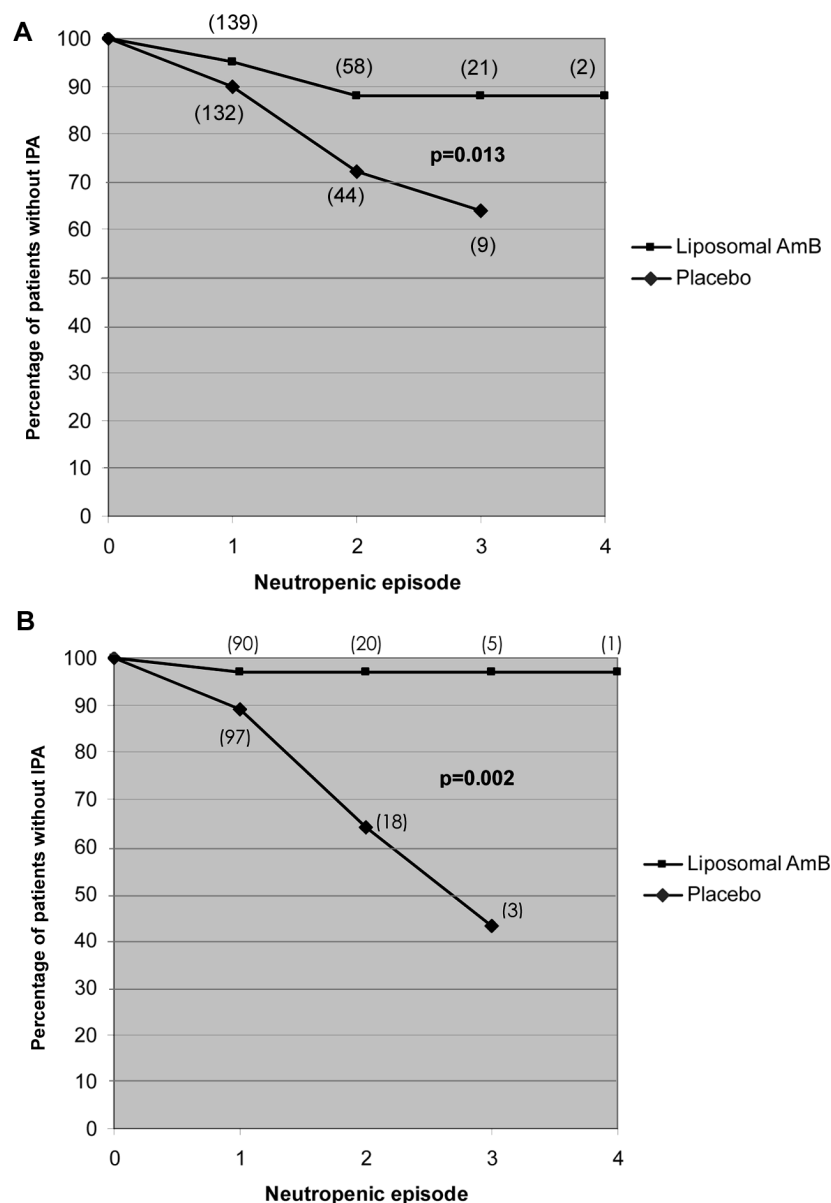 A
(139)
100
90
80
70
60
50
40
30
20
10
0
(58)
(21)
(2)
(132)
p=0.013
(44)
(9)
Percentage of patients without IPA
0 1 2 3 4
Neutropenic episode
Liposomal AmB
Placebo
B
(90) (20) (5) (1)
100
90
80
70
60
50
40
30
20
10
0
(97)
p=0.002
(18)
(3)
Percentage of patients without IPA
0 1 2 3 4
Neutropenic episode
Liposomal AmB
Placebo